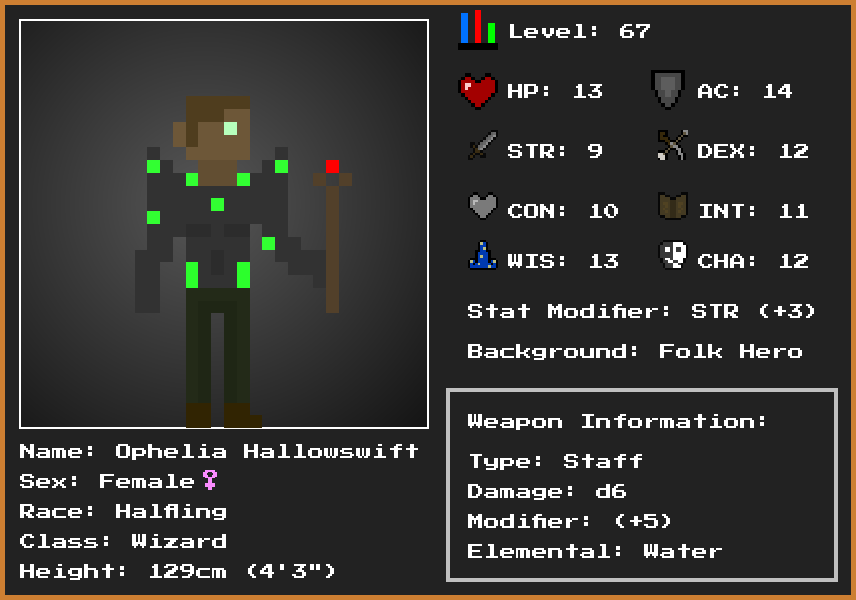 Level: 67
HP: 13
AC: 14
STR: 9
DEX: 12
CON: 10
INT: 11
WIS: 13
CHA: 12
Stat Modifier: STR (+3)
Background: Folk Hero
Weapon Information:
Type: Staff
Damage: d6
Modifier: (+5)
Elemental: Water
Name: Ophelia Hallowswift
Sex: Female♀
Race: Halfling
Class: Wizard
Height: 129cm (4'3")